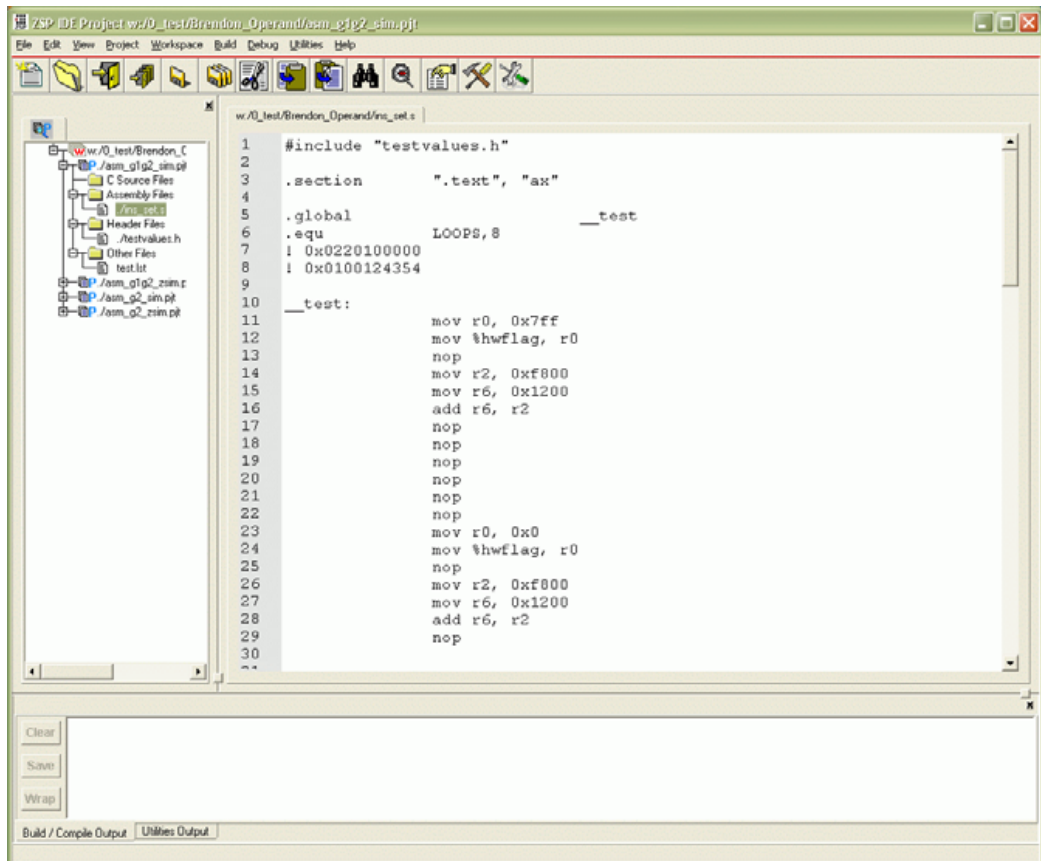 ZSP IDE Project w:/0_test/Brendon_Operand/asm_g1g2_sim.pjt
File Edit View Project Workspace Build Debug Utilities Help
w:/0_test/Brendon_Operand/ins_set.s
w:/0_test/Brendon_C
./asm_g1g2_sim.pjt
C Source Files
Assembly Files
./ins_set.s
Header Files
./testvalues.h
Other Files
test.lst
./asm_g1g2_zsim.p
./asm_g2_sim.pjt
./asm_g2_zsim.pjt
1 #include "testvalues.h"
2
3 .section ".text", "ax"
4
5 .global __test
6 .equ LOOPS,8
7 ! 0x0220100000
8 ! 0x0100124354
9
10 __test:
11 mov r0, 0x7ff
12 mov %hwflag, r0
13 nop
14 mov r2, 0xf800
15 mov r6, 0x1200
16 add r6, r2
17 nop
18 nop
19 nop
20 nop
21 nop
22 nop
23 mov r0, 0x0
24 mov %hwflag, r0
25 nop
26 mov r2, 0xf800
27 mov r6, 0x1200
28 add r6, r2
29 nop
30
Clear
Save
Wrap
Build / Compile Output Utilities Output